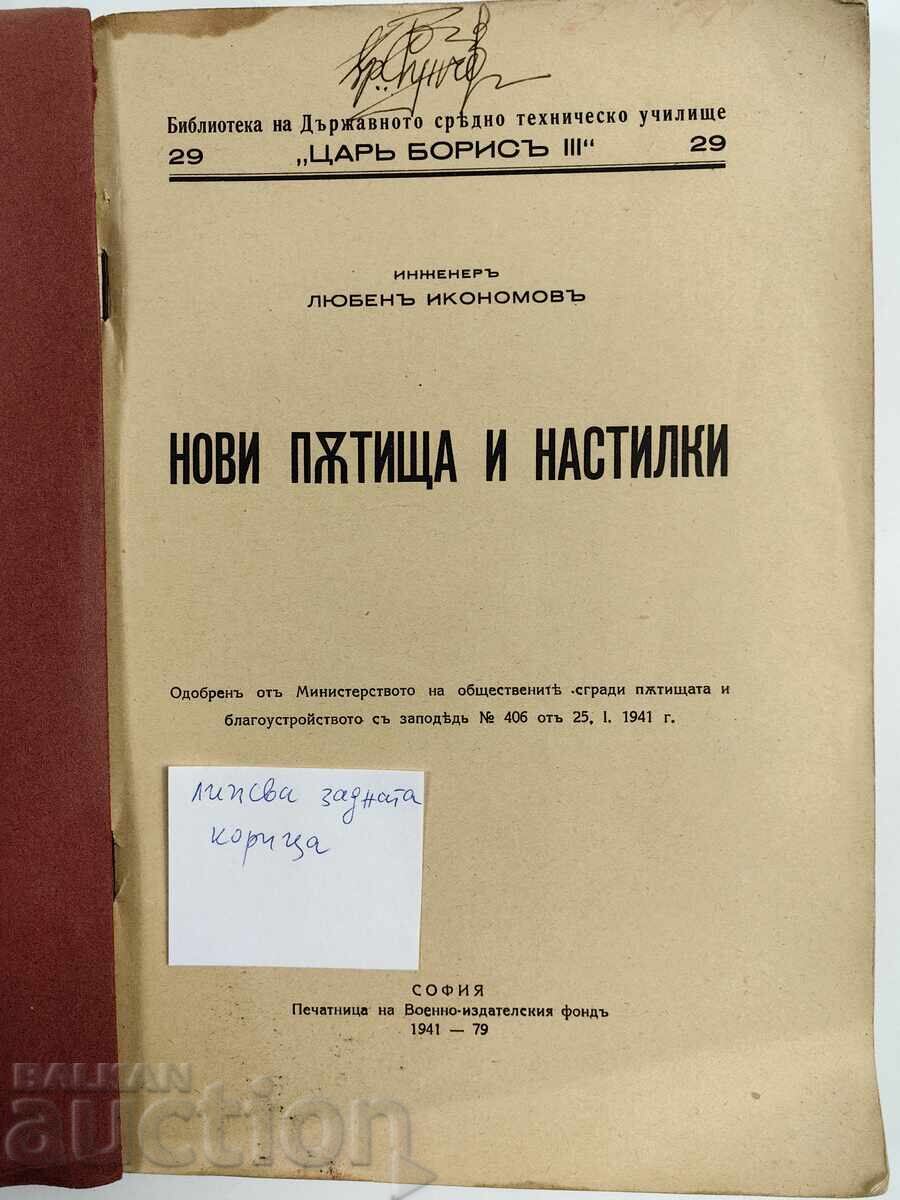 Библиотека на Държавното срѣдно техническо училище
29 „ЦАРЬ БОРИСЪ III“ 29
ИНЖЕНЕРЪ
ЛЮБЕНЪ ИКОНОМОВЪ
НОВИ ПѪТИЩА И НАСТИЛКИ
Одобренъ отъ Министерството на общественитѣ сгради пѫтищата и
благоустройството съ заповѣдь № 406 отъ 25. I. 1941 г.
липсва задната
корица
СОФИЯ
Печатница на Военно-издателския фондъ
1941 — 79
BALKAN
auction